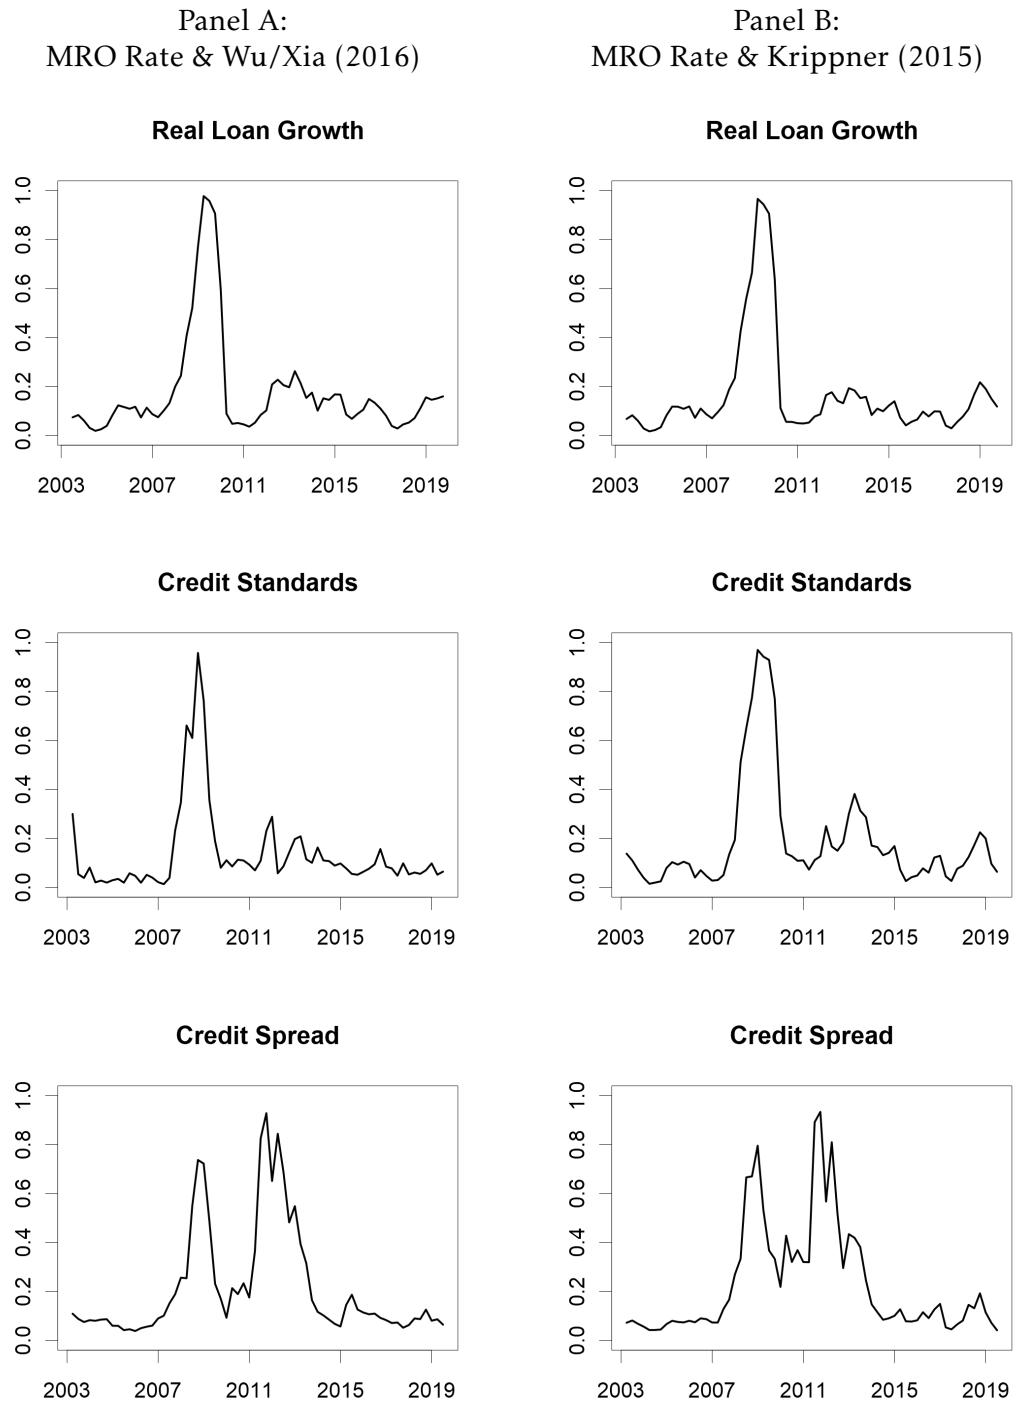 Panel A:
MRO Rate & Wu/Xia (2016)
Panel B:
MRO Rate & Krippner (2015)
Real Loan Growth
1.0
0.8
0.6
0.4
0.2
0.0
2003 2007 2011 2015 2019
Real Loan Growth
1.0
0.8
0.6
0.4
0.2
0.0
2003 2007 2011 2015 2019
Credit Standards
1.0
0.8
0.6
0.4
0.2
0.0
2003 2007 2011 2015 2019
Credit Standards
1.0
0.8
0.6
0.4
0.2
0.0
2003 2007 2011 2015 2019
Credit Spread
1.0
0.8
0.6
0.4
0.2
0.0
2003 2007 2011 2015 2019
Credit Spread
1.0
0.8
0.6
0.4
0.2
0.0
2003 2007 2011 2015 2019